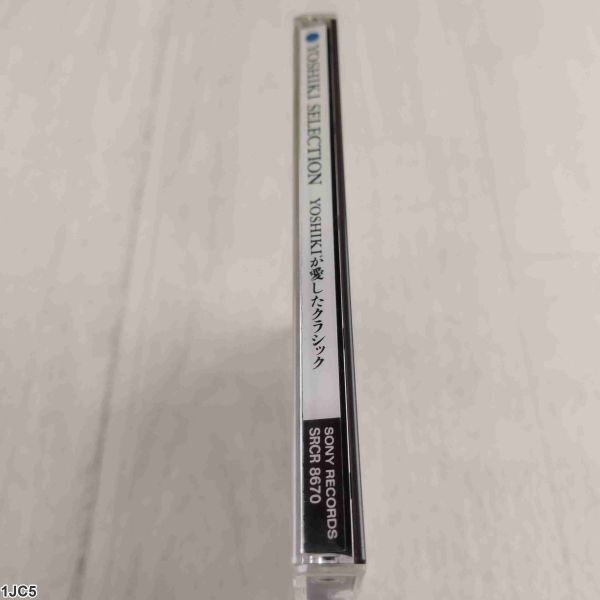 YOSHIKI SELECTION YOSHIKIが愛したクラシック
SONY RECORDS
SRCR 8670
1JC5